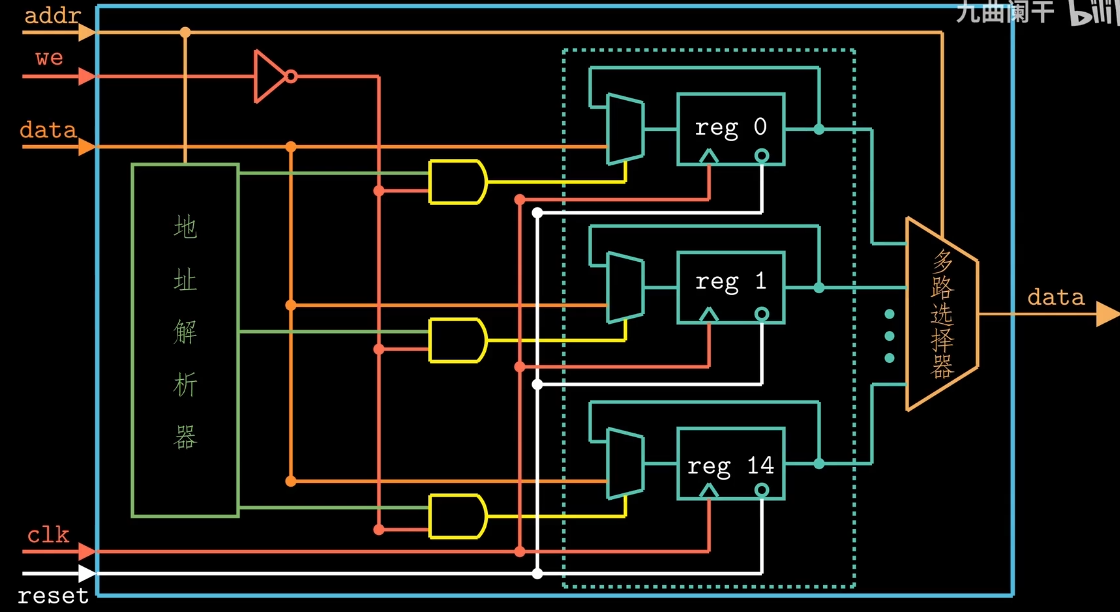 addr
九曲阑干 bili
we
data
reg 0
地址解析器
reg 1
多路选择器
data
reg 14
clk
reset